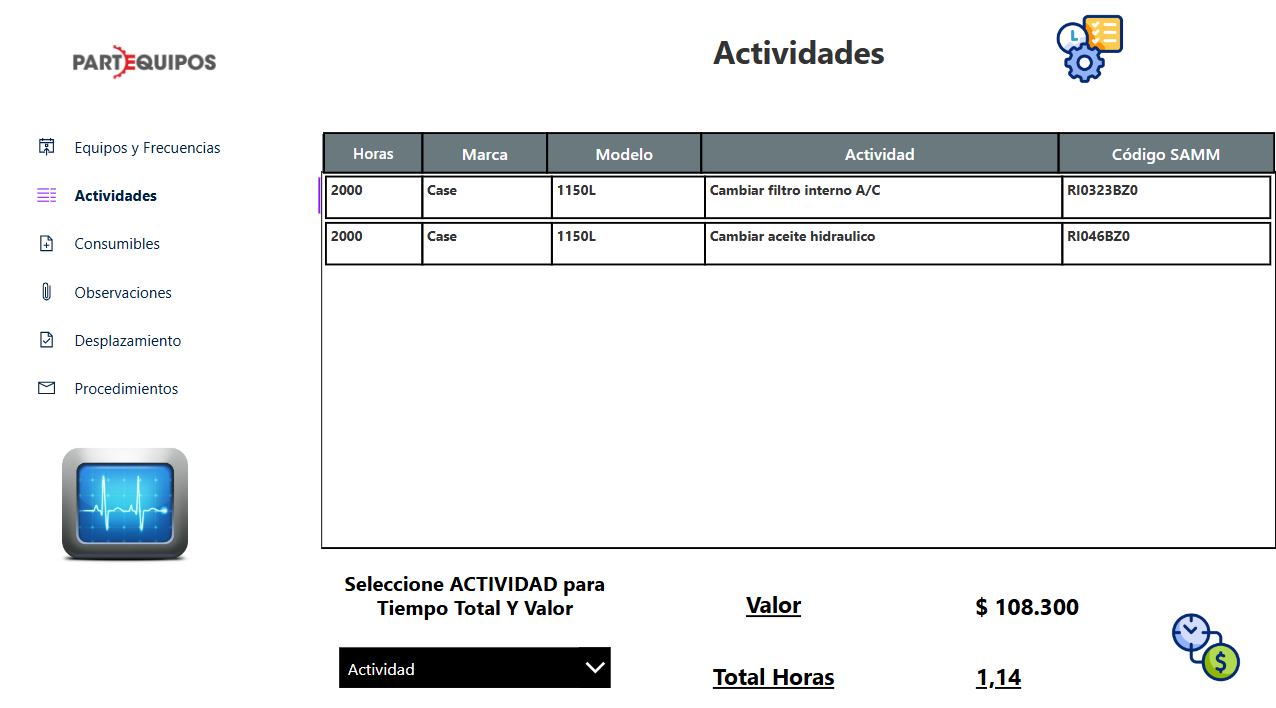 PARTEQUIPOS
Actividades
Equipos y Frecuencias
Actividades
Consumibles
Observaciones
Desplazamiento
Procedimientos
Horas Marca Modelo Actividad Código SAMM
2000 Case 1150L Cambiar filtro interno A/C RI0323BZ0
2000 Case 1150L Cambiar aceite hidraulico RI046BZ0
Seleccione ACTIVIDAD para
Tiempo Total Y Valor
Actividad
Valor $ 108.300
Total Horas 1,14